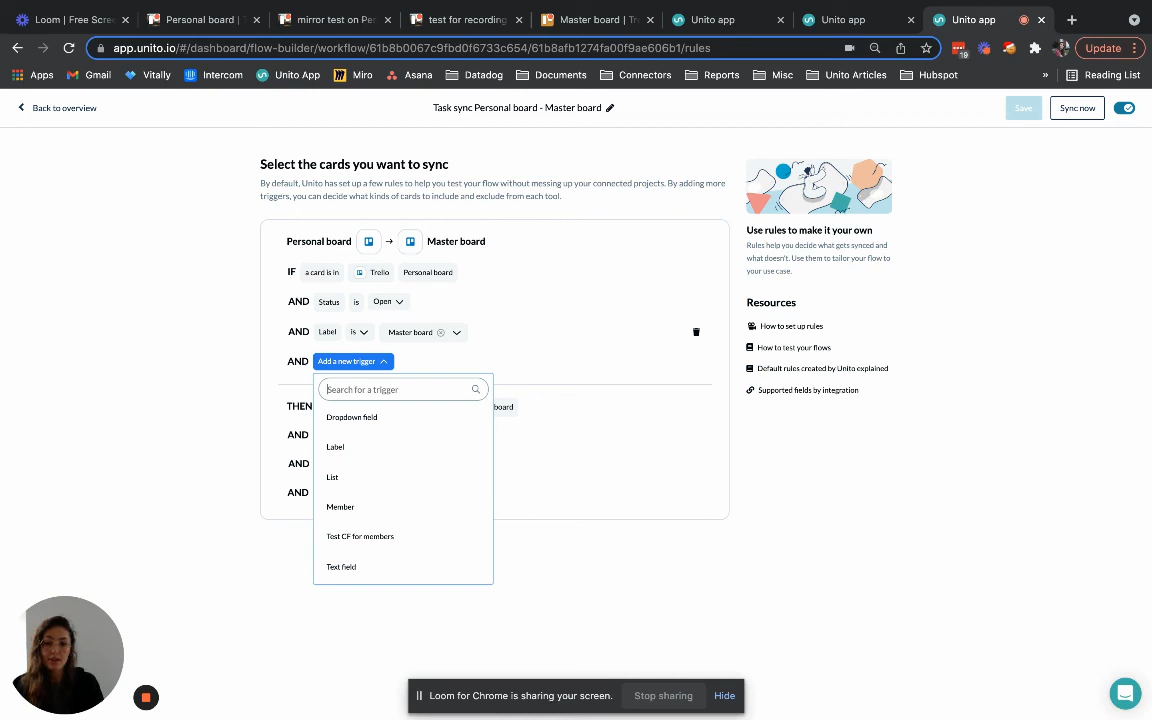 Loom | Free Scree
Personal board | T
mirror test on Per
test for recording
Master board | Tre
Unito app
Unito app
Unito app
app.unito.io/#/dashboard/flow-builder/workflow/61b8b0067c9fbd0f6733c654/61b8afb1274fa00f9ae606b1/rules
19
Update
Apps
Gmail
Vitally
Intercom
Unito App
Miro
Asana
Datadog
Documents
Connectors
Reports
Misc
Unito Articles
Hubspot
»
Reading List
Back to overview
Task sync Personal board - Master board
Save
Sync now
Select the cards you want to sync
By default, Unito has set up a few rules to help you test your flow without messing up your connected projects. By adding more
triggers, you can decide what kinds of cards to include and exclude from each tool.
Personal board → Master board
IF a card is in Trello Personal board
AND Status is Open
AND Label is Master board
AND Add a new trigger
Search for a trigger
Dropdown field
Label
List
Member
Test CF for members
Text field
THEN board
AND
AND
AND
Use rules to make it your own
Rules help you decide what gets synced and
what doesn't. Use them to tailor your flow to
your use case.
Resources
How to set up rules
How to test your flows
Default rules created by Unito explained
Supported fields by integration
Loom for Chrome is sharing your screen.
Stop sharing
Hide